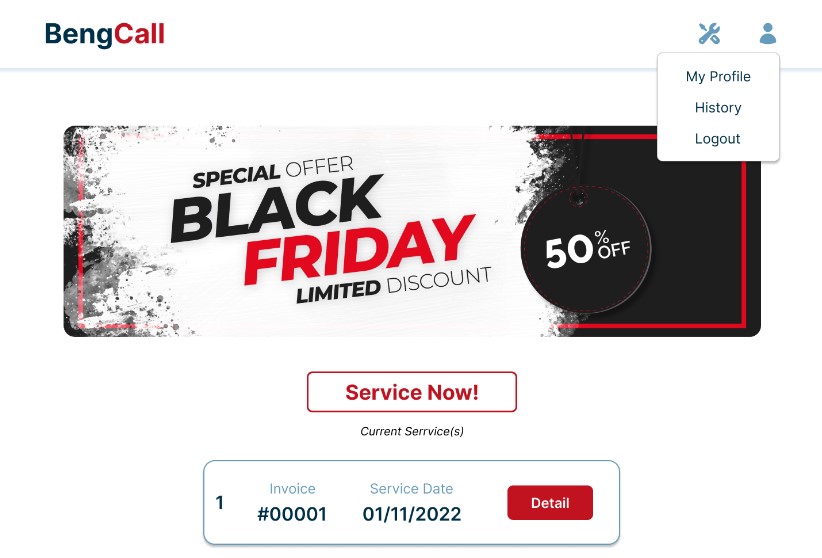 BengCall
My Profile
History
Logout
SPECIAL OFFER
BLACK
FRIDAY
LIMITED DISCOUNT
50% OFF
Service Now!
Current Serrvice(s)
1
Invoice
#00001
Service Date
01/11/2022
Detail